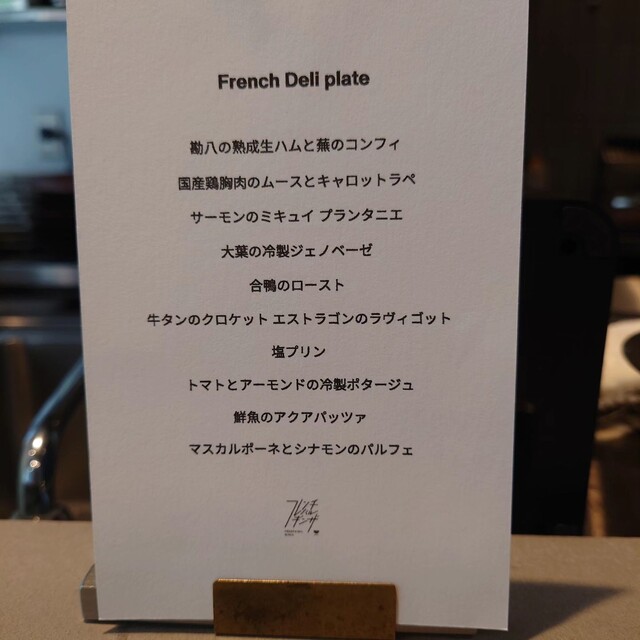 French Deli plate
勘八の熟成生ハムと蕪のコンフィ
国産鶏胸肉のムースとキャロットラペ
サーモンのミキュイ プランタニエ
大葉の冷製ジェノベーゼ
合鴨のロースト
牛タンのクロケット エストラゴンのラヴィゴット
塩プリン
トマトとアーモンドの冷製ポタージュ
鮮魚のアクアパッツァ
マスカルポーネとシナモンのパルフェ